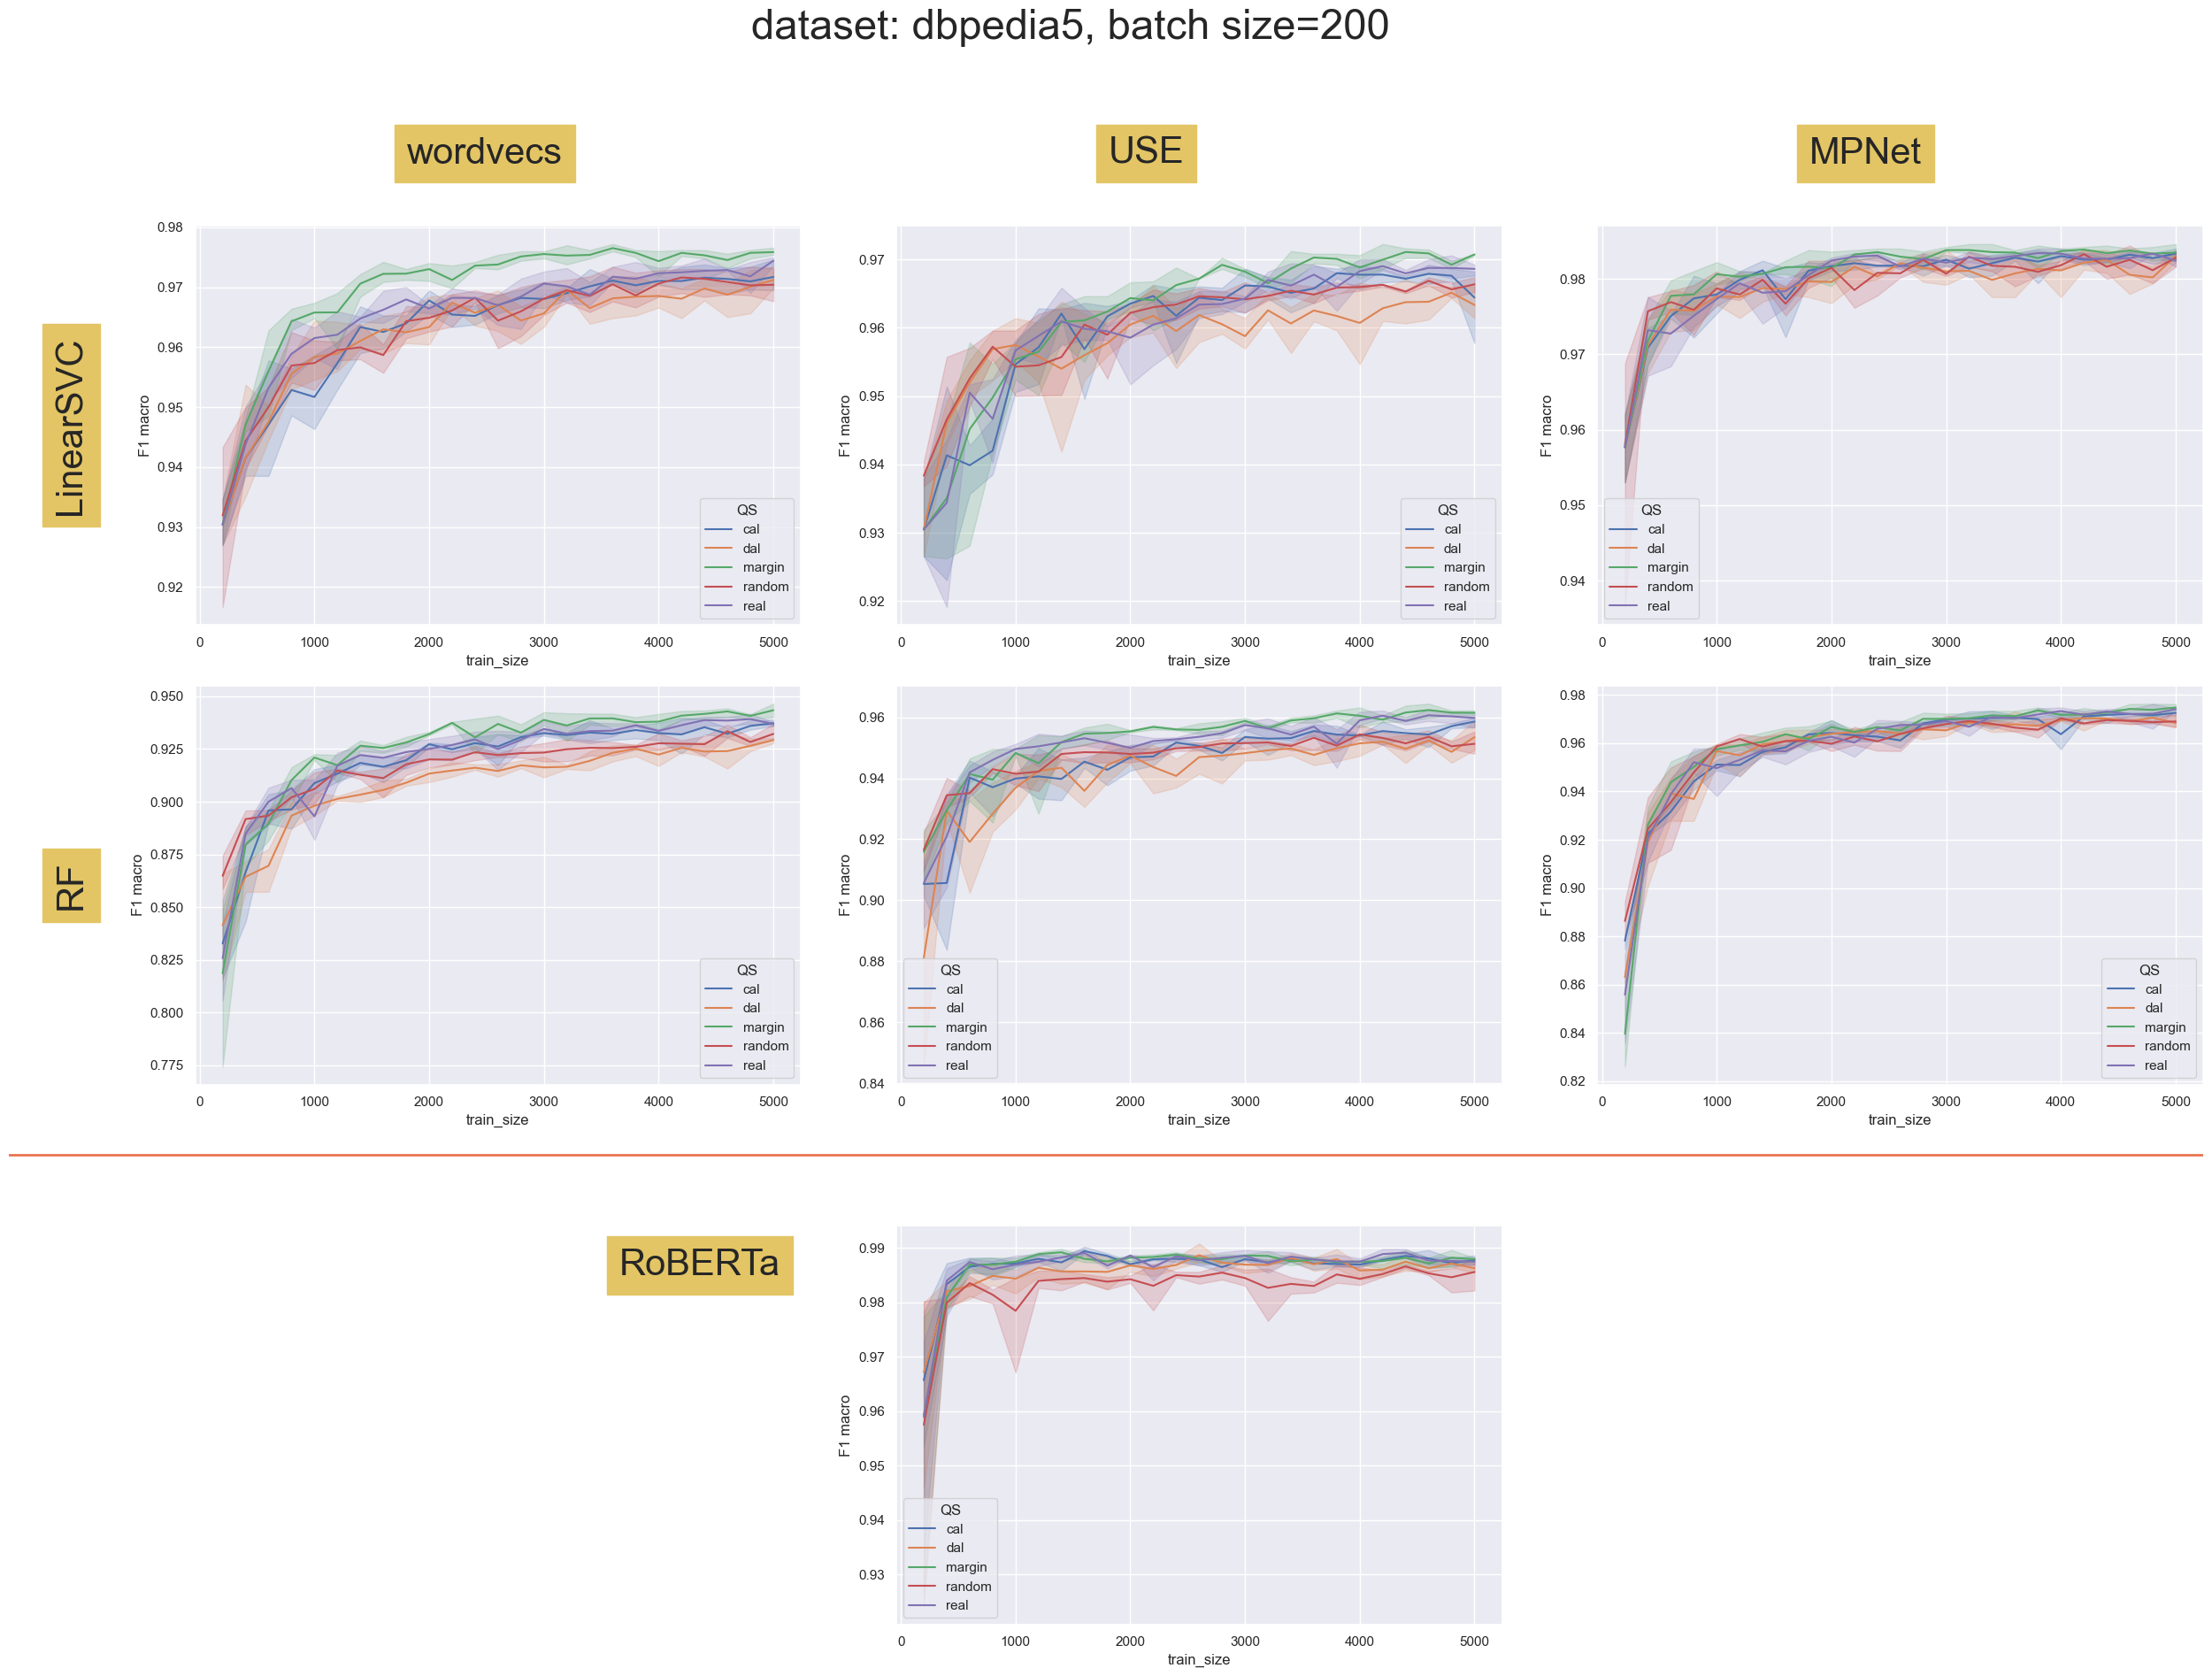 dataset: dbpedia5, batch size=200
wordvecs
USE
MPNet
LinearSVC
0.98
0.97
0.96
0.95
0.94
0.93
0.92
F1 macro
0
1000
2000
3000
4000
5000
train_size
QS
cal
dal
margin
random
real
0.97
0.96
0.95
0.94
0.93
0.92
F1 macro
0
1000
2000
3000
4000
5000
train_size
QS
cal
dal
margin
random
real
0.98
0.97
0.96
0.95
0.94
F1 macro
0
1000
2000
3000
4000
5000
train_size
QS
cal
dal
margin
random
real
RF
0.950
0.925
0.900
0.875
0.850
0.825
0.800
0.775
F1 macro
0
1000
2000
3000
4000
5000
train_size
QS
cal
dal
margin
random
real
0.96
0.94
0.92
0.90
0.88
0.86
0.84
F1 macro
0
1000
2000
3000
4000
5000
train_size
QS
cal
dal
margin
random
real
0.98
0.96
0.94
0.92
0.90
0.88
0.86
0.84
0.82
F1 macro
0
1000
2000
3000
4000
5000
train_size
QS
cal
dal
margin
random
real
RoBERTa
0.99
0.98
0.97
0.96
0.95
0.94
0.93
F1 macro
0
1000
2000
3000
4000
5000
train_size
QS
cal
dal
margin
random
real